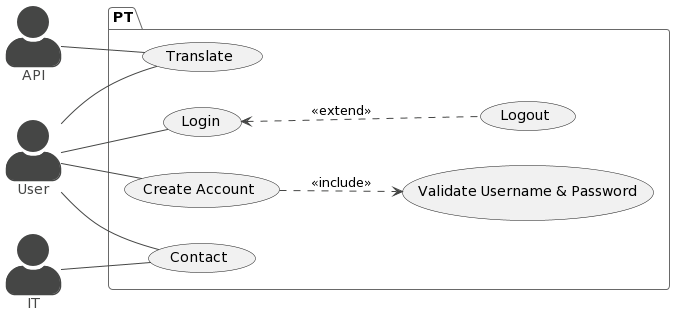 PT
API
Translate
User
Login
«extend»
Logout
Create Account
«include»
Validate Username & Password
Contact
IT